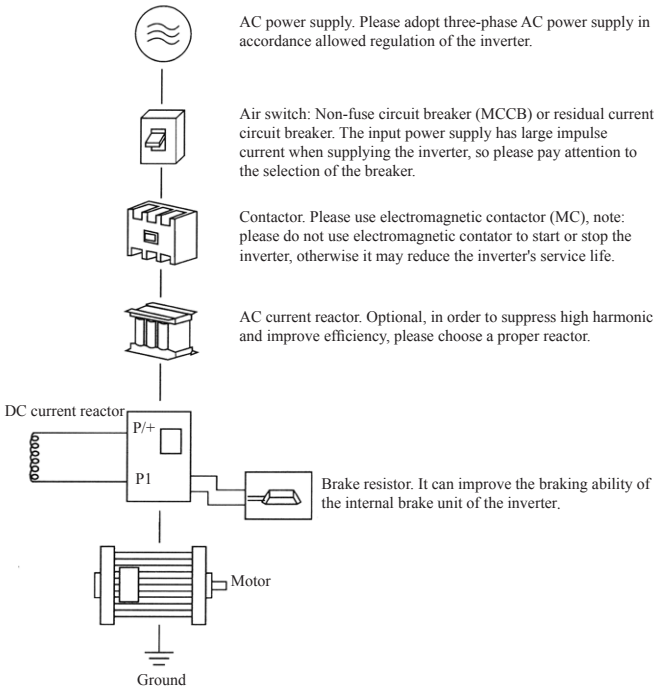 AC power supply. Please adopt three-phase AC power supply in
accordance allowed regulation of the inverter.
Air switch: Non-fuse circuit breaker (MCCB) or residual current
circuit breaker. The input power supply has large impulse
current when supplying the inverter, so please pay attention to
the selection of the breaker.
Contactor. Please use electromagnetic contactor (MC), note:
please do not use electromagnetic contator to start or stop the
inverter, otherwise it may reduce the inverter's service life.
AC current reactor. Optional, in order to suppress high harmonic
and improve efficiency, please choose a proper reactor.
DC current reactor
P/+
P1
Brake resistor. It can improve the braking ability of
the internal brake unit of the inverter.
Motor
Ground